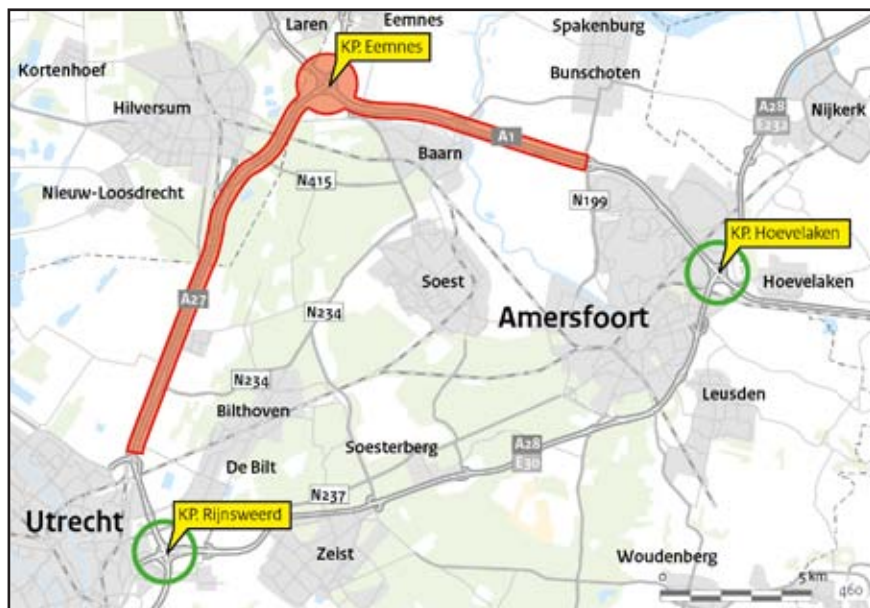 Laren
Eemnes
Spakenburg
KP. Eemnes
Kortenhoef
Bunschoten
A28
E232
Nijkerk
Hilversum
A1
Baarn
Nieuw-Loosdrecht
N415
N199
KP. Hoevelaken
Soest
Hoevelaken
A27
N234
Amersfoort
N234
Leusden
Bilthoven
Soesterberg
A28
E30
De Bilt
N237
KP. Rijnsweerd
Utrecht
Zeist
Woudenberg
0 5 km
460